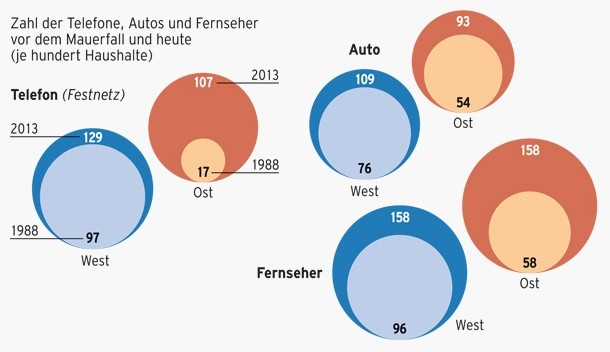 Zahl der Telefone, Autos und Fernseher
vor dem Mauerfall und heute
(je hundert Haushalte)
Telefon (Festnetz)
2013
129
1988
97
West
107
2013
17
1988
Ost
Auto
109
76
West
93
54
Ost
Fernseher
158
96
West
158
58
Ost